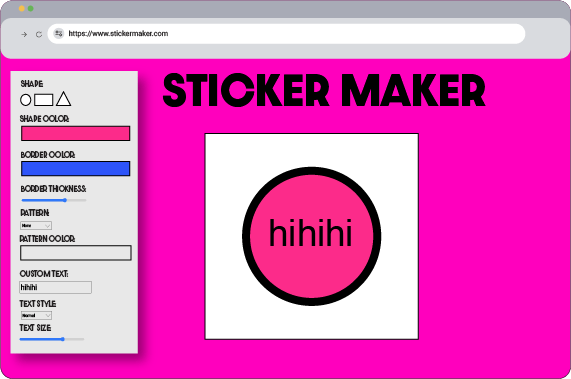 https://www.stickermaker.com
STICKER MAKER
SHAPE:
SHAPE COLOR:
BORDER COLOR:
BORDER THICKNESS:
PATTERN:
None
PATTERN COLOR:
CUSTOM TEXT:
hihihi
TEXT STYLE:
Normal
TEXT SIZE:
hihihi